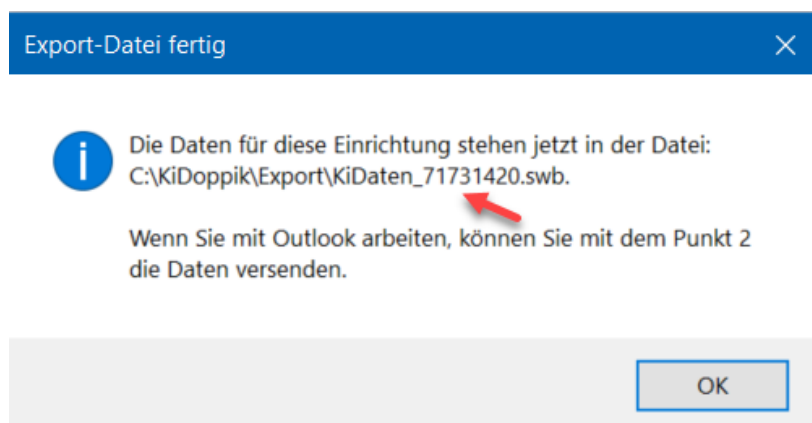 Export-Datei fertig
Die Daten für diese Einrichtung stehen jetzt in der Datei:
C:\KiDoppik\Export\KiDaten_71731420.swb.
Wenn Sie mit Outlook arbeiten, können Sie mit dem Punkt 2
die Daten versenden.
OK